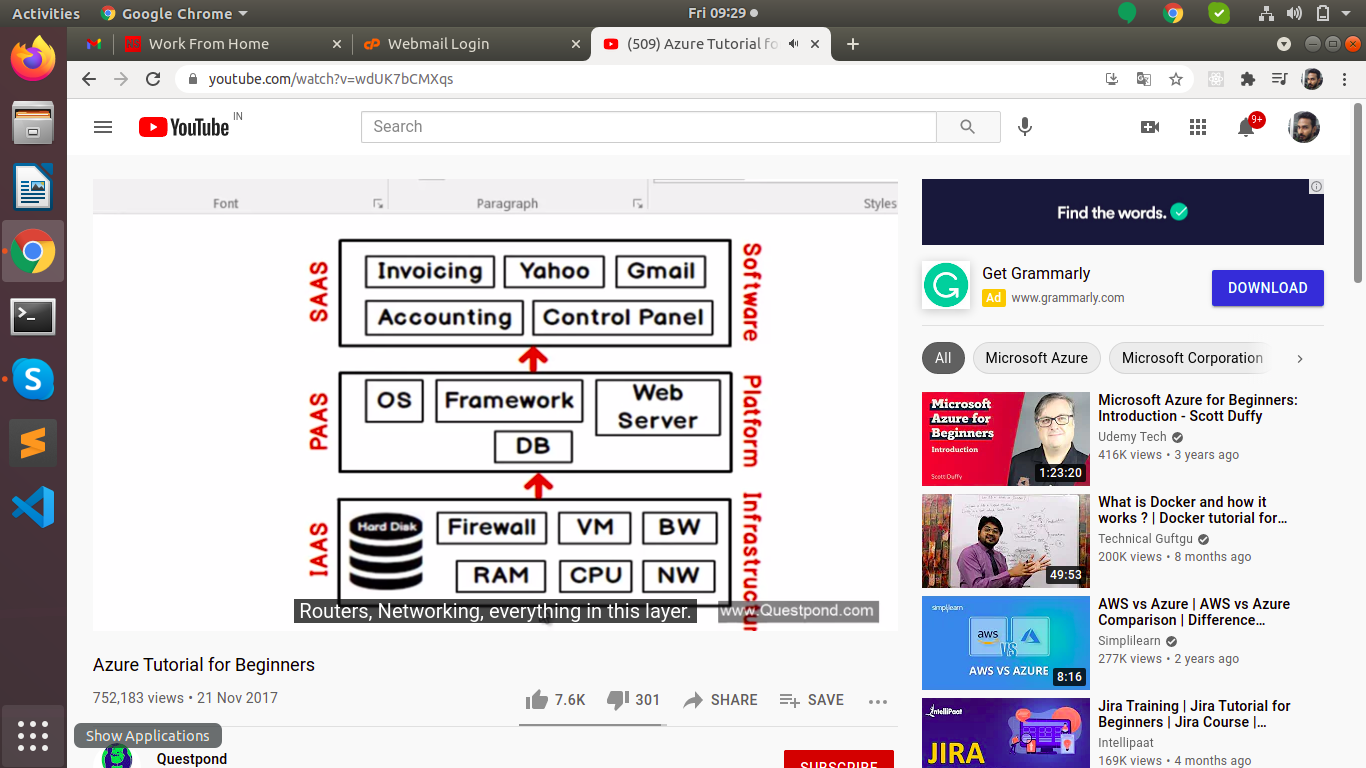 Activities
Google Chrome
Fri 09:29
Work From Home
Webmail Login
(509) Azure Tutorial fo
youtube.com/watch?v=wdUK7bCMXqs
YouTube IN
Search
9+
Font
Paragraph
Styles
SAAS
Invoicing
Yahoo
Gmail
Accounting
Control Panel
Software
PAAS
OS
Framework
Web
Server
DB
Platform
IAAS
Hard Disk
Firewall
VM
BW
RAM
CPU
NW
Infrastructur
Routers, Networking, everything in this layer.
www.Questpond.com
Azure Tutorial for Beginners
752,183 views • 21 Nov 2017
7.6K
301
SHARE
SAVE
Show Applications
Questpond
SUBSCRIBE
Find the words.
Get Grammarly
Ad www.grammarly.com
DOWNLOAD
All
Microsoft Azure
Microsoft Corporation
Microsoft
Azure for
Beginners
Introduction
Scott Duffy
1:23:20
Microsoft Azure for Beginners:
Introduction - Scott Duffy
Udemy Tech
416K views • 3 years ago
49:53
What is Docker and how it
works ? | Docker tutorial for...
Technical Guftgu
200K views • 8 months ago
simplilearn
aws
VS
AWS VS AZURE
8:16
AWS vs Azure | AWS vs Azure
Comparison | Difference...
Simplilearn
277K views • 2 years ago
IntelliPaat
JIRA
Jira Training | Jira Tutorial for
Beginners | Jira Course |...
Intellipaat
169K views • 4 months ago